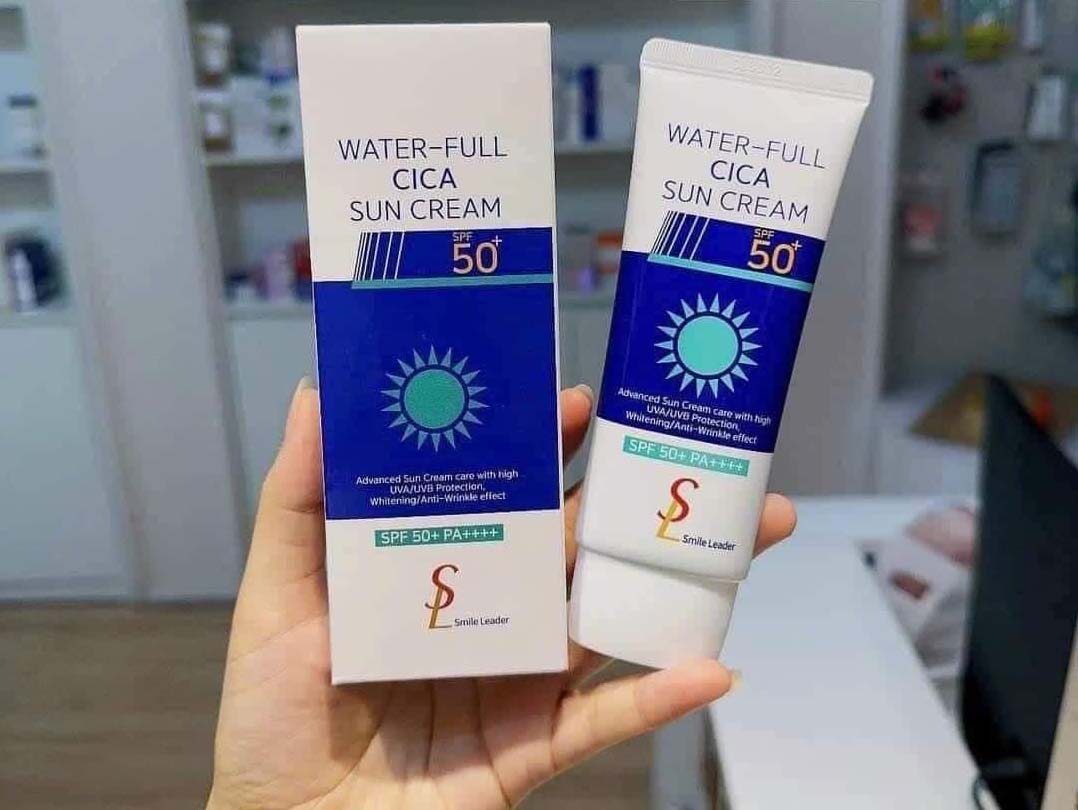 WATER-FULL
CICA
SUN CREAM
SPF
50+
Advanced Sun Cream care with high
UVA/UVB Protection,
Whitening/Anti-Wrinkle effect
SPF 50+ PA++++
SL
Smile Leader
WATER-FULL
CICA
SUN CREAM
SPF
50+
Advanced Sun Cream care with high
UVA/UVB Protection,
Whitening/Anti-Wrinkle effect
SPF 50+ PA++++
SL
Smile Leader